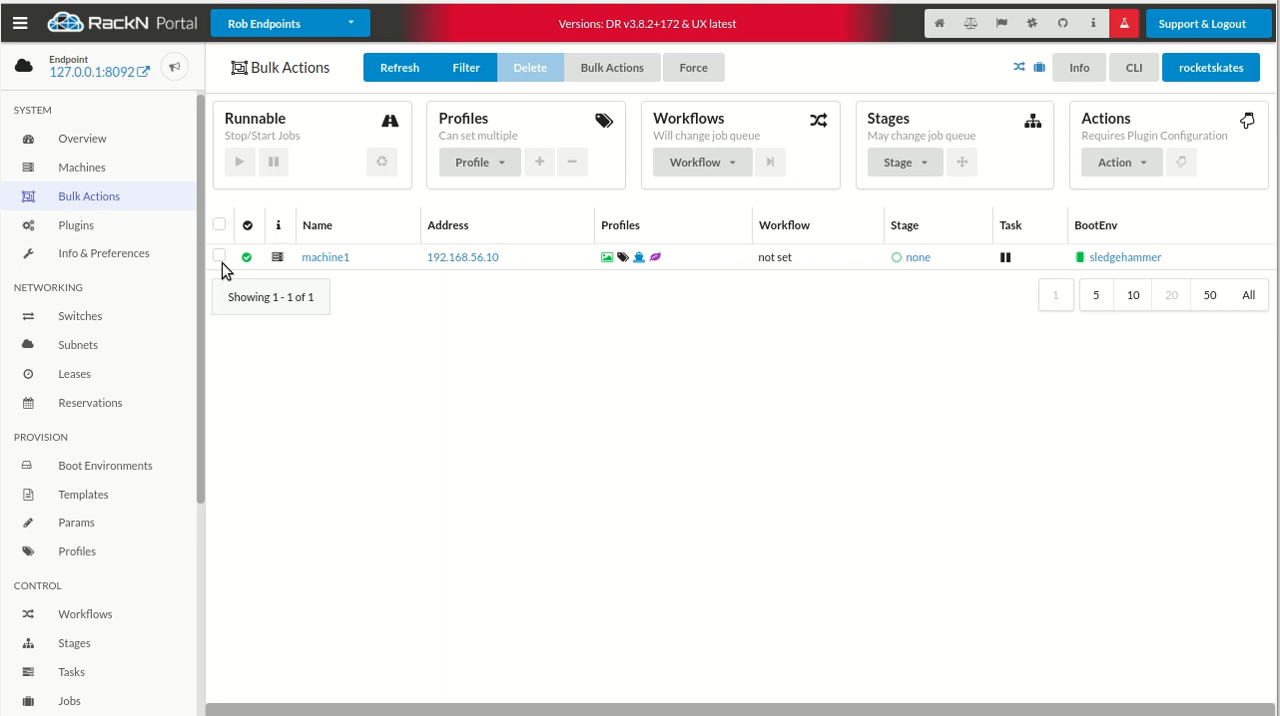 RackN Portal
Rob Endpoints
Versions: DR v3.8.2+172 & UX latest
Support & Logout
Endpoint
127.0.0.1:8092
Bulk Actions
Refresh
Filter
Delete
Bulk Actions
Force
Info
CLI
rocketskates
SYSTEM
Overview
Machines
Bulk Actions
Plugins
Info & Preferences
NETWORKING
Switches
Subnets
Leases
Reservations
PROVISION
Boot Environments
Templates
Params
Profiles
CONTROL
Workflows
Stages
Tasks
Jobs
Runnable
Stop/Start Jobs
Profiles
Can set multiple
Profile
Workflows
Will change job queue
Workflow
Stages
May change job queue
Stage
Actions
Requires Plugin Configuration
Action
Name Address Profiles Workflow Stage Task BootEnv
machine1 192.168.56.10 not set none sledgehammer
Showing 1 - 1 of 1
1 5 10 20 50 All